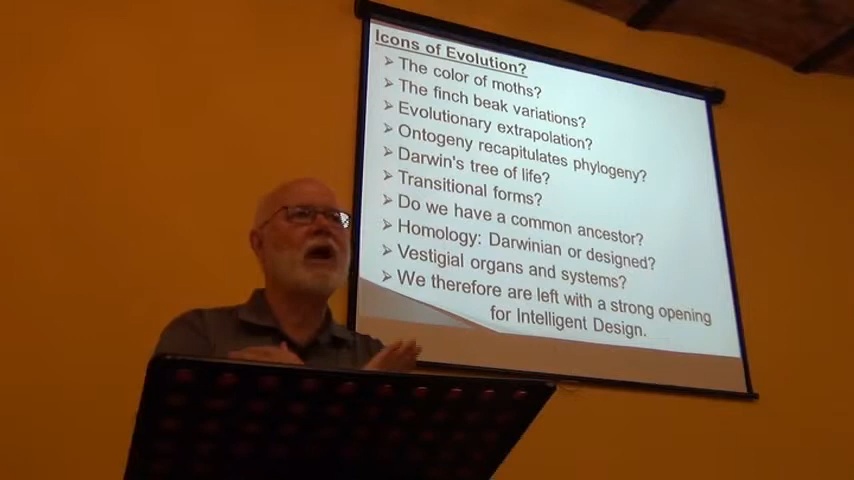 Icons of Evolution?
➢ The color of moths?
➢ The finch beak variations?
➢ Evolutionary extrapolation?
➢ Ontogeny recapitulates phylogeny?
➢ Darwin's tree of life?
➢ Transitional forms?
➢ Do we have a common ancestor?
➢ Homology: Darwinian or designed?
➢ Vestigial organs and systems?
➢ We therefore are left with a strong opening
for Intelligent Design.